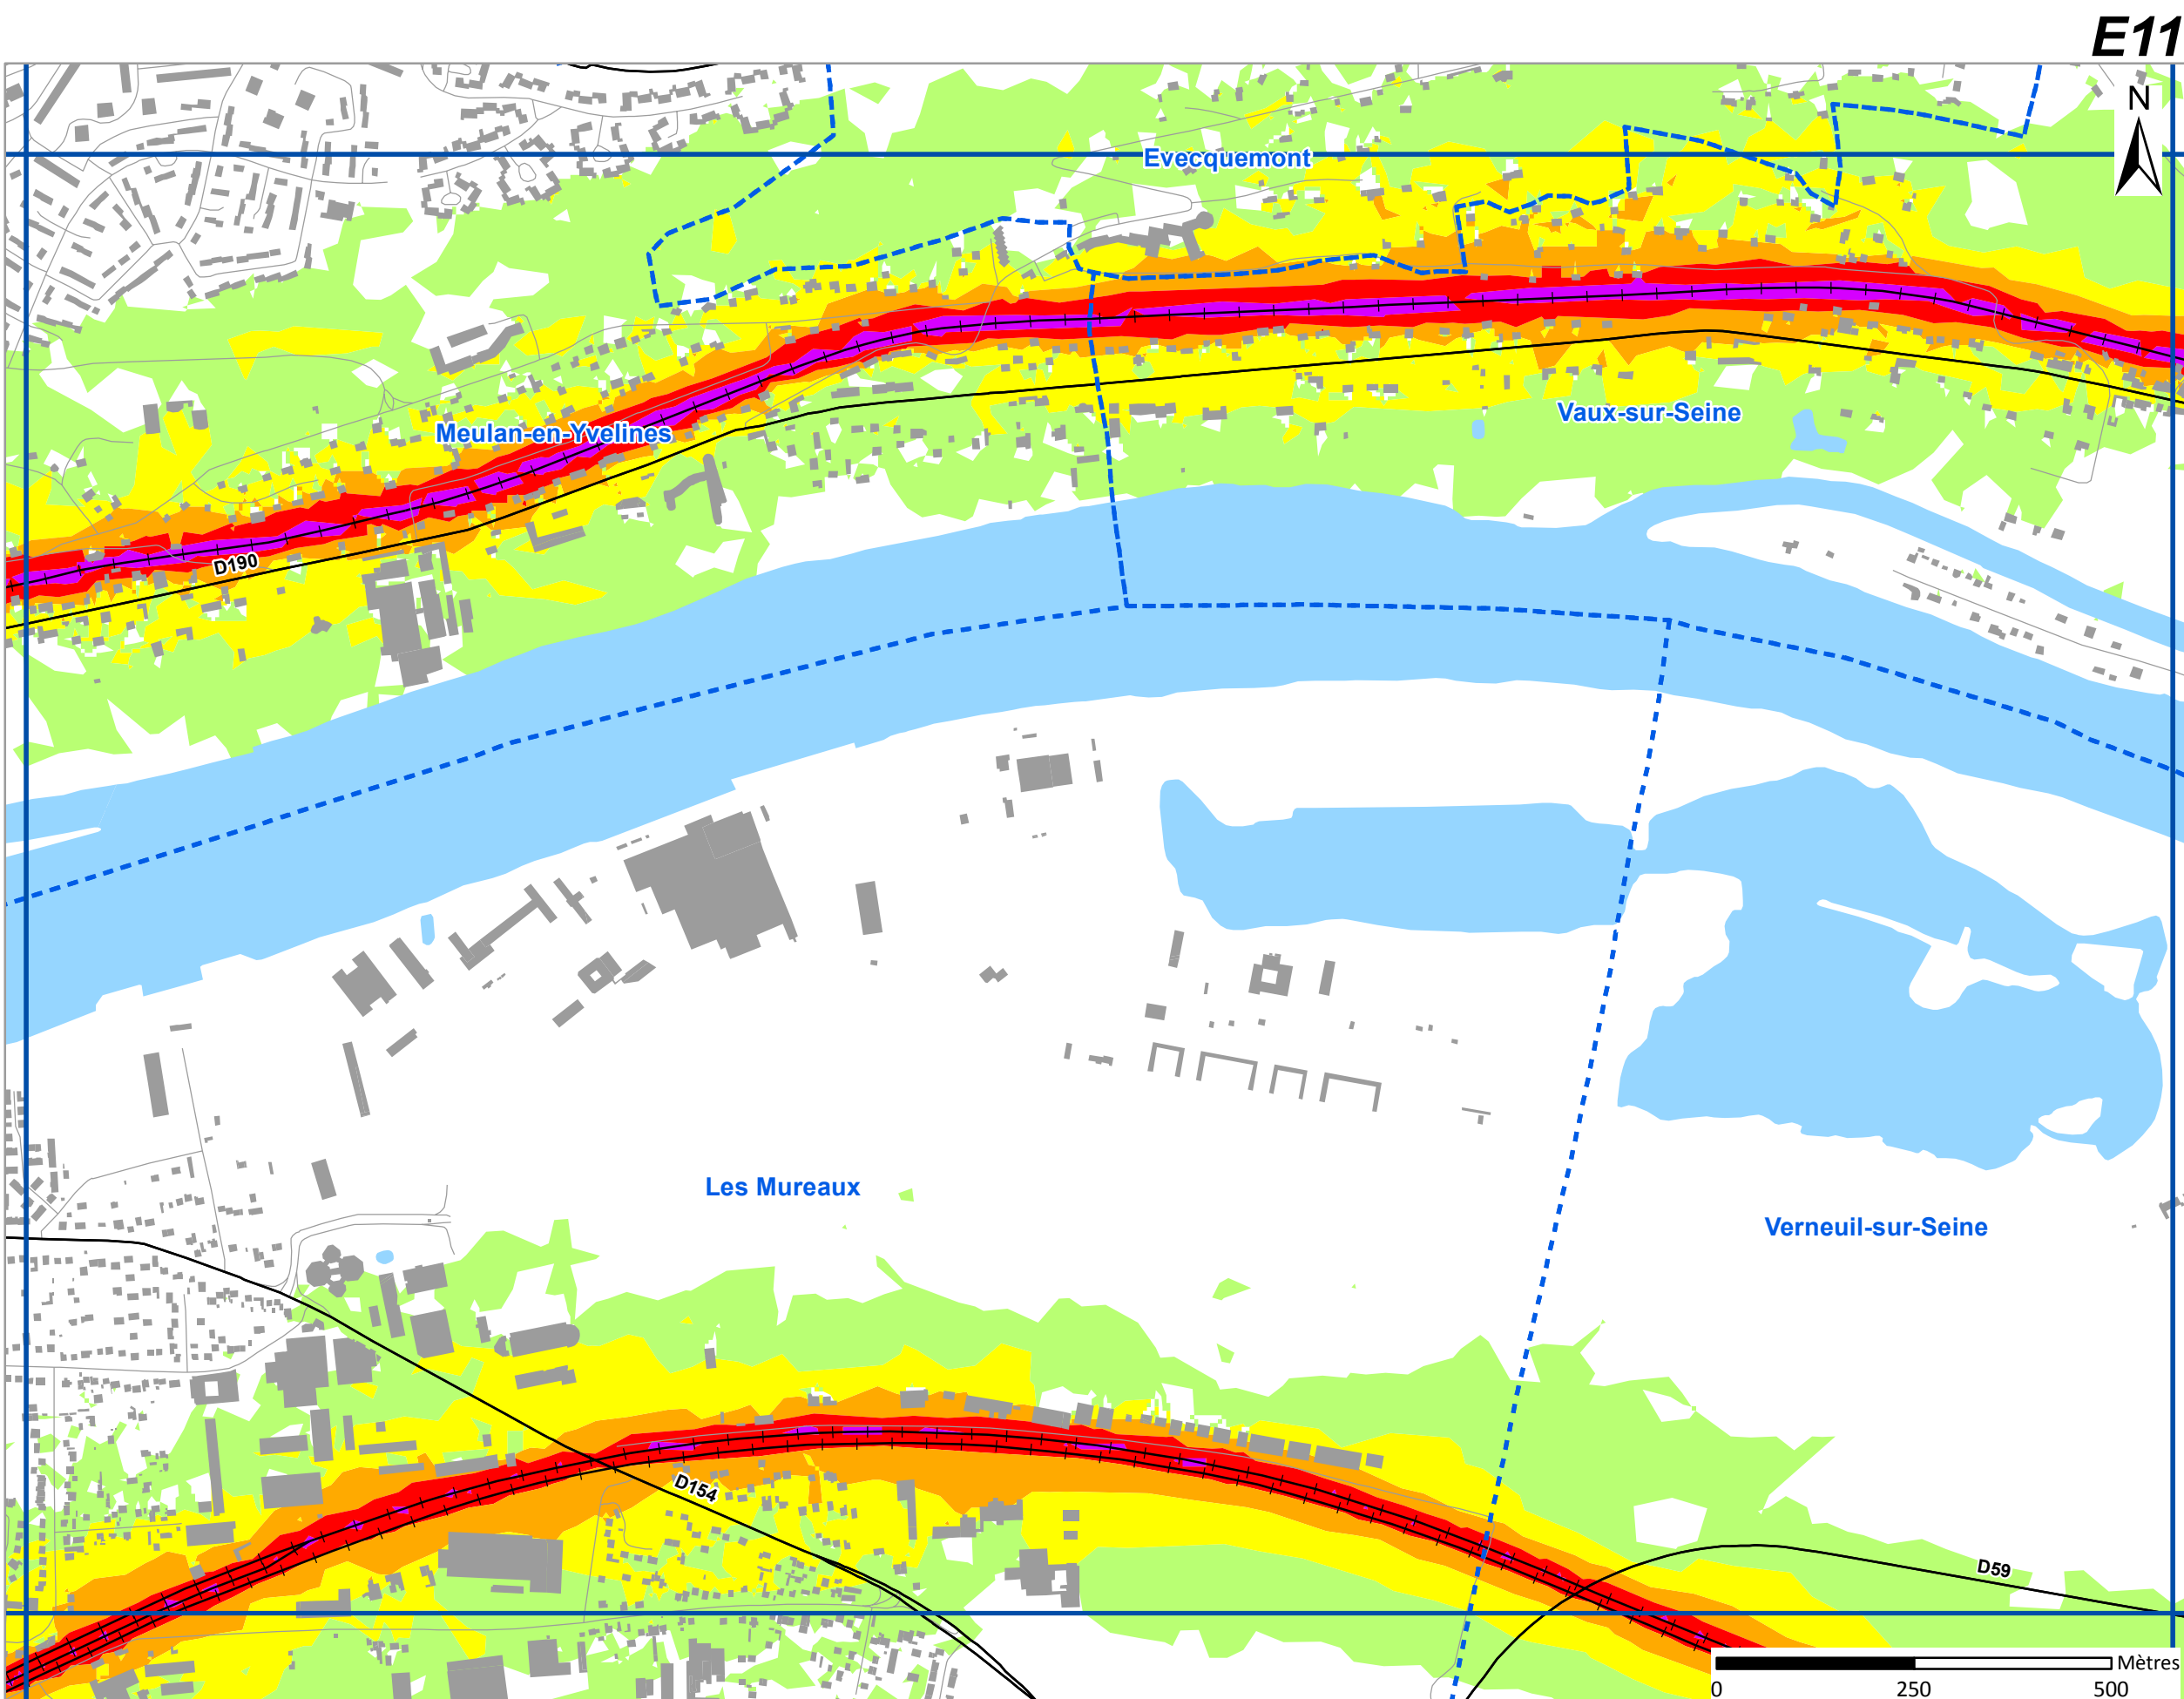 E11
N
Evecquemont
Vaux-sur-Seine
Meulan-en-Yvelines
D190
Les Mureaux
Verneuil-sur-Seine
D154
D59
Mètres
0 250 500